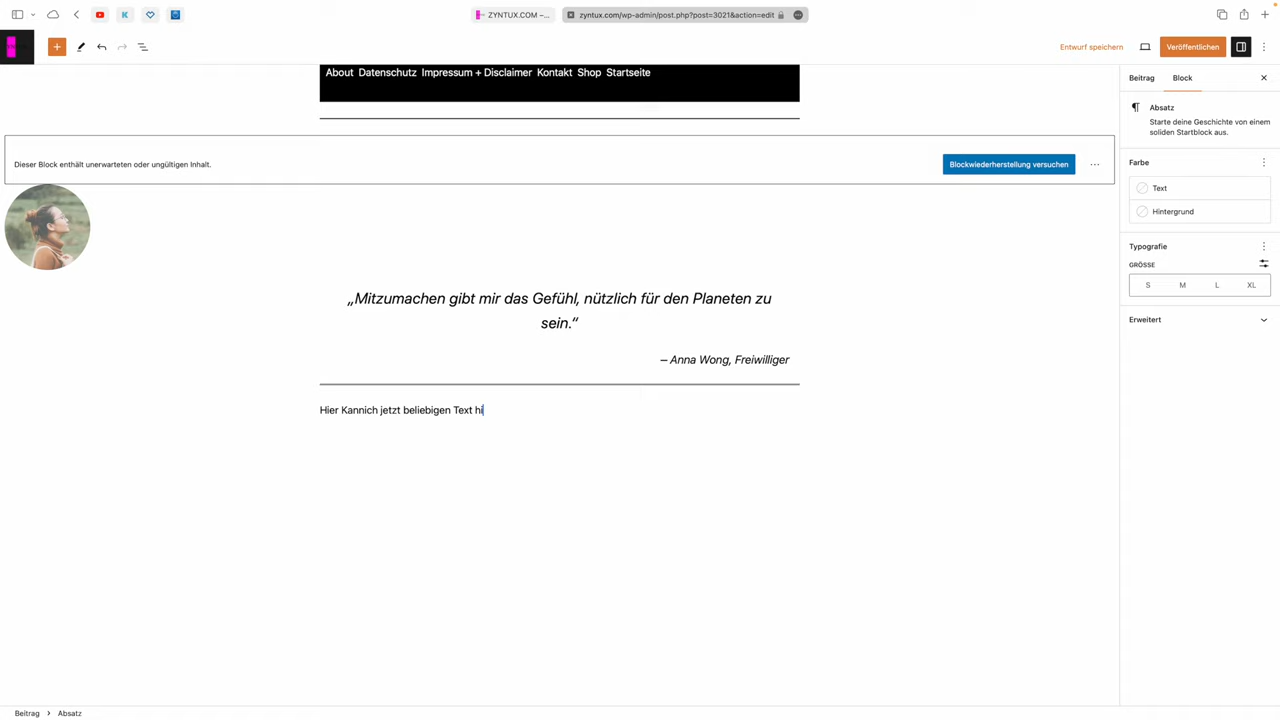 ZYNTUX.COM –...
zyntux.com/wp-admin/post.php?post=3021&action=edit
Entwurf speichern
Veröffentlichen
About Datenschutz Impressum + Disclaimer Kontakt Shop Startseite
Beitrag
Block
Absatz
Starte deine Geschichte von einem
soliden Startblock aus.
Dieser Block enthält unerwarteten oder ungültigen Inhalt.
Blockwiederherstellung versuchen
Farbe
Text
Hintergrund
Typografie
GRÖSSE
S M L XL
Erweitert
„Mitzumachen gibt mir das Gefühl, nützlich für den Planeten zu
sein.“
— Anna Wong, Freiwilliger
Hier Kannich jetzt beliebigen Text hi
Beitrag › Absatz